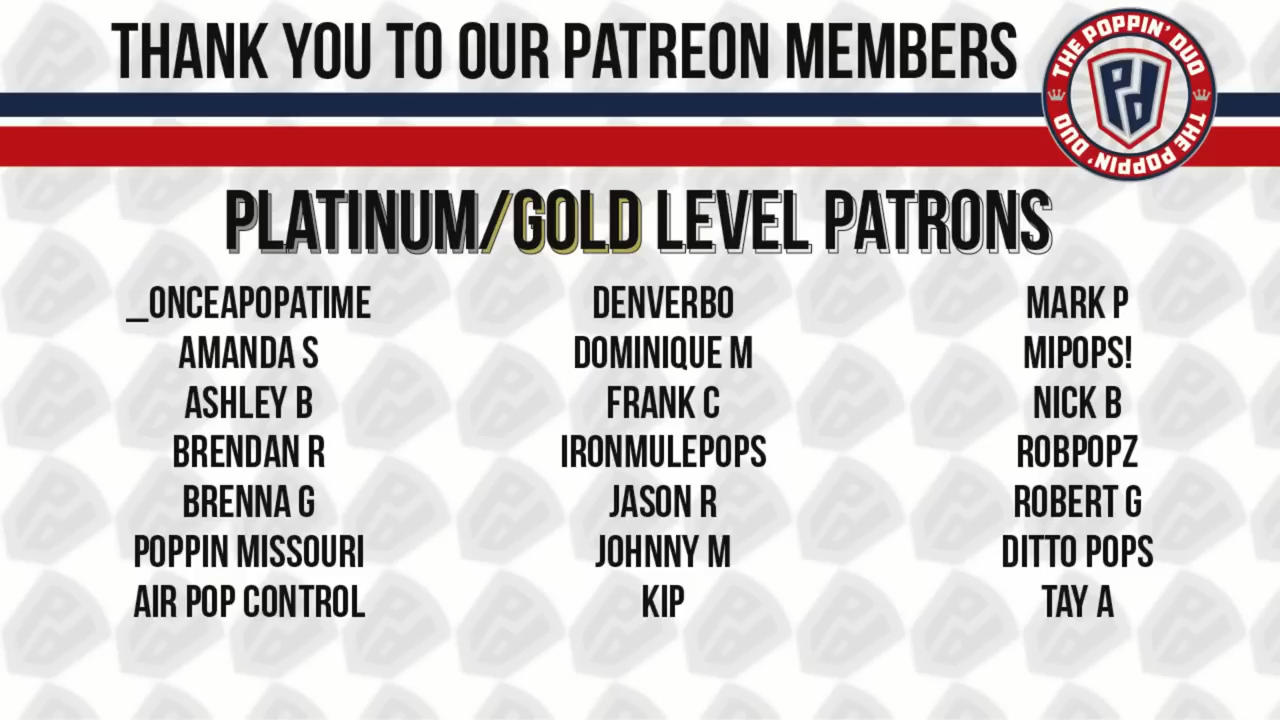 THANK YOU TO OUR PATREON MEMBERS
THE POPPIN' DUO
THE POPPIN' DUO
PD
PLATINUM/GOLD LEVEL PATRONS
_ONCEAPOPATIME
AMANDA S
ASHLEY B
BRENDAN R
BRENNA G
POPPIN MISSOURI
AIR POP CONTROL
DENVERBO
DOMINIQUE M
FRANK C
IRONMULEPOPS
JASON R
JOHNNY M
KIP
MARK P
MIPOPS!
NICK B
ROBPOPZ
ROBERT G
DITTO POPS
TAY A